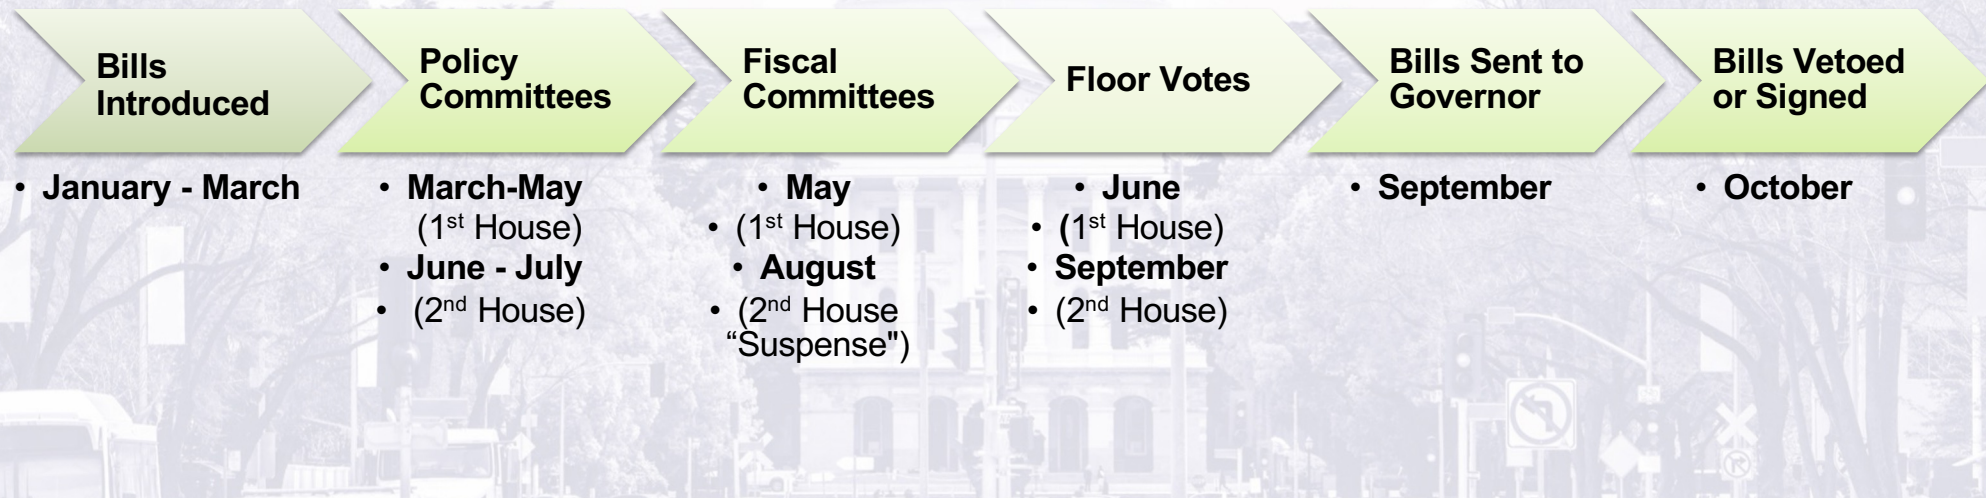 Bills
Introduced
Policy
Committees
Fiscal
Committees
Floor Votes
Bills Sent to
Governor
Bills Vetoed
or Signed
• January - March
• March-May
(1st House)
• June - July
• (2nd House)
• May
• (1st House)
• August
• (2nd House
“Suspense")
• June
• (1st House)
• September
• (2nd House)
• September
• October